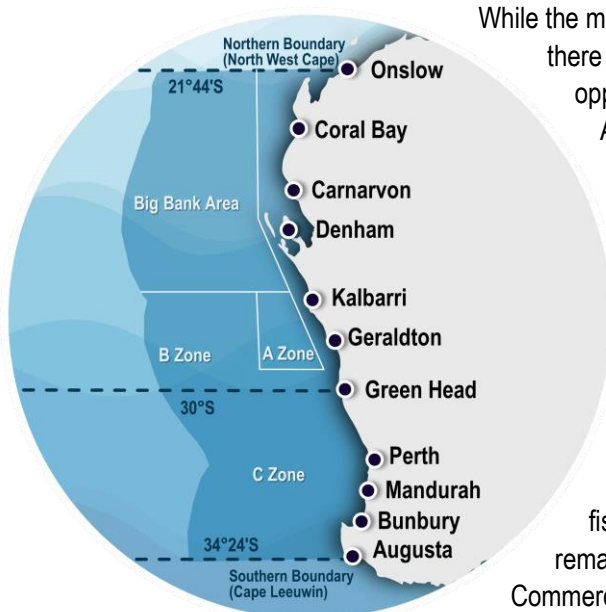 While the m
there
opp
A
Northern Boundary
(North West Cape)
Onslow
21°44'S
Coral Bay
Carnarvon
Big Bank Area
Denham
Kalbarri
Geraldton
B Zone
A Zone
Green Head
30°S
Perth
C Zone
Mandurah
Bunbury
fis
34°24'S
Augusta
rema
Southern Boundary
(Cape Leeuwin)
Commerc